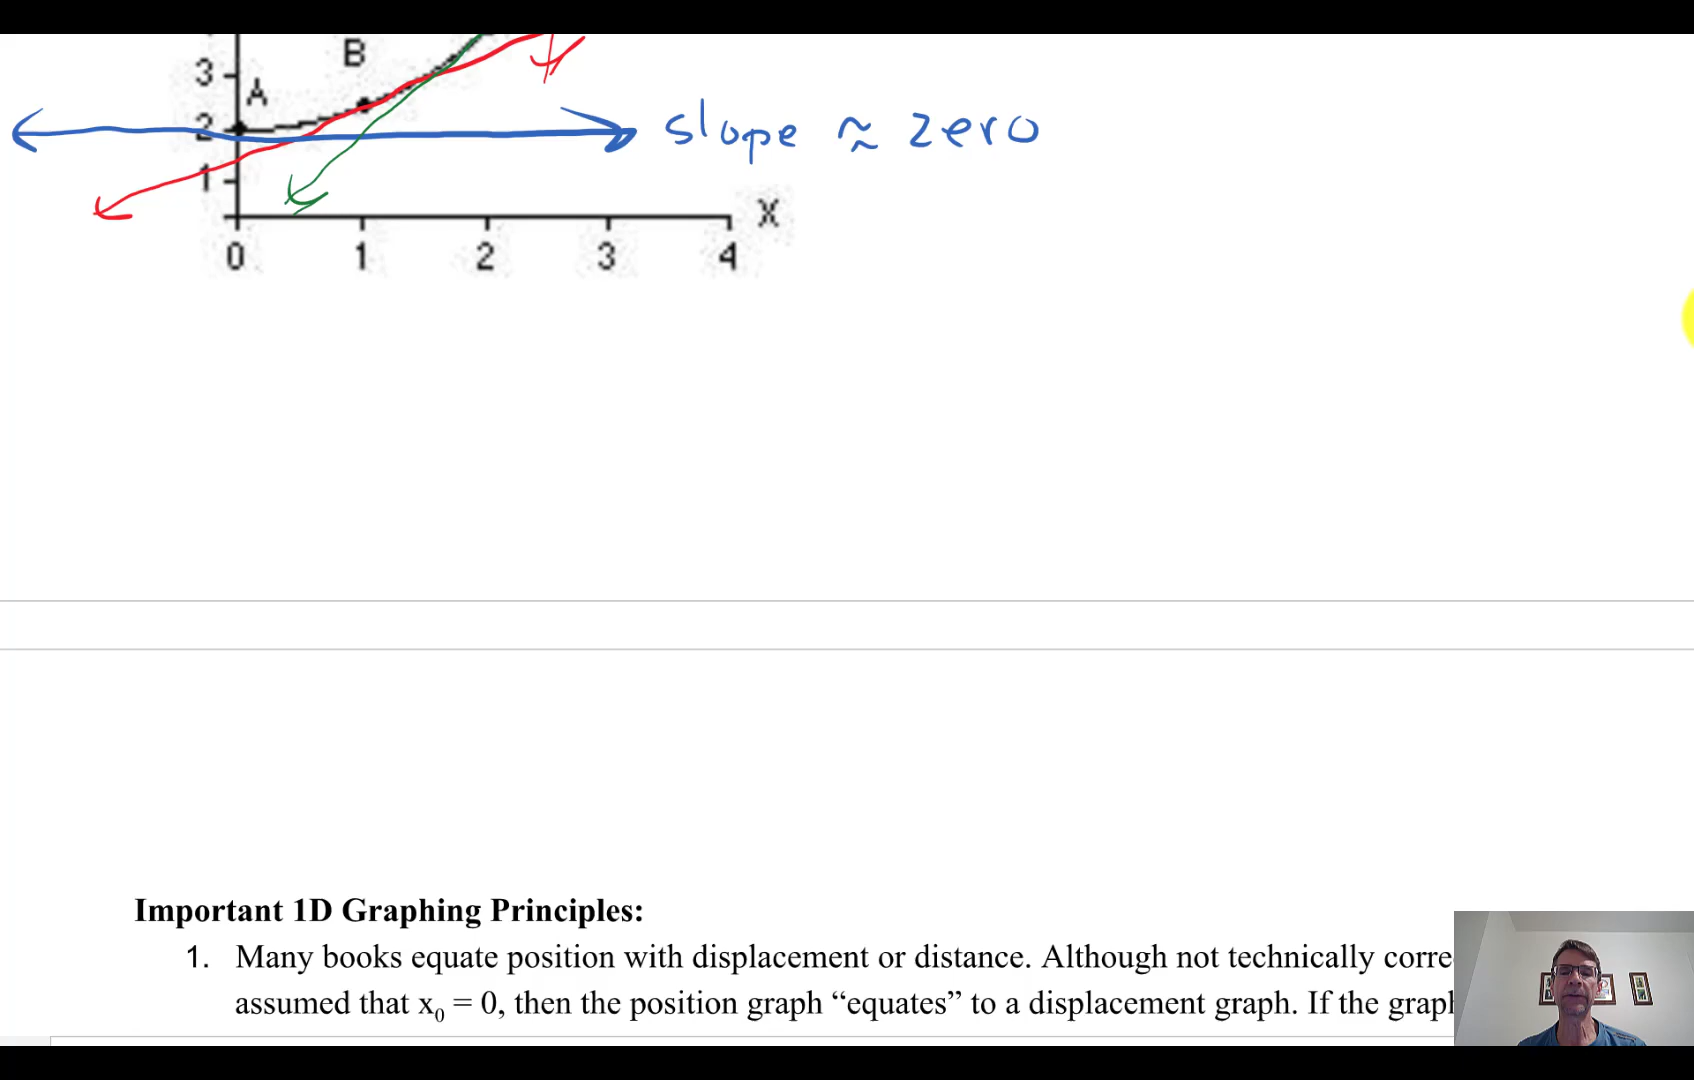 B
3
A
2
slope ≈ zero
1
X
0 1 2 3 4
Important 1D Graphing Principles:
1. Many books equate position with displacement or distance. Although not technically corre
assumed that x₀ = 0, then the position graph “equates” to a displacement graph. If the grap